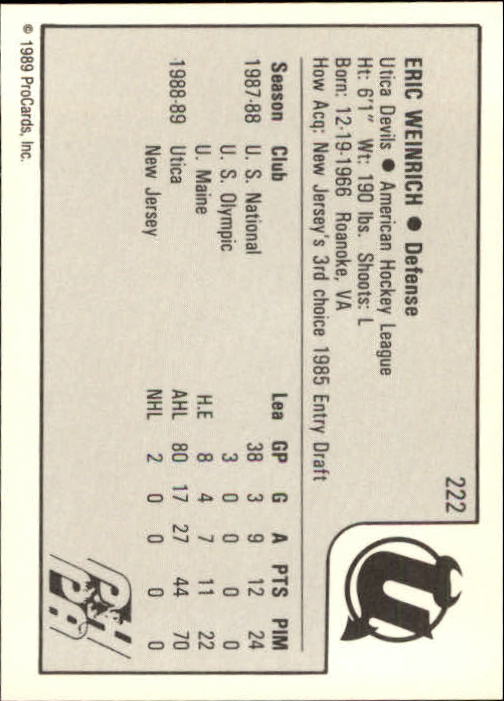 222
ERIC WEINRICH ● Defense
Utica Devils ● American Hockey League
Ht: 6'1" Wt: 190 lbs. Shoots: L
Born: 12-19-1966 Roanoke, VA
How Acq: New Jersey's 3rd choice 1985 Entry Draft
Season Club Lea GP G A PTS PIM
1987-88 U. S. National 38 3 9 12 24
U. S. Olympic 3 0 0 0 0
U. Maine H.E 8 4 7 11 22
1988-89 Utica AHL 80 17 27 44 70
New Jersey NHL 2 0 0 0 0
© 1989 ProCards, Inc.
U